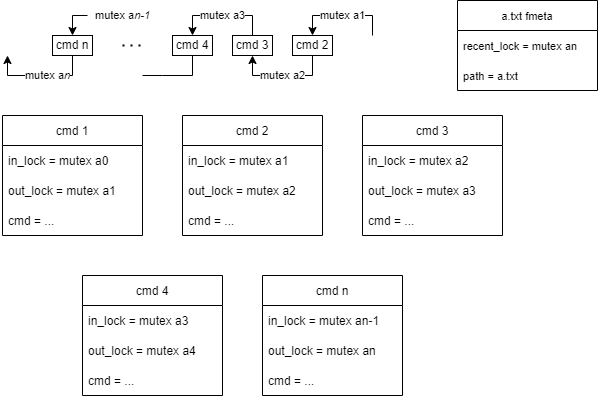 mutex an-1
mutex a3
mutex a1
cmd n
...
cmd 4
cmd 3
cmd 2
mutex an
mutex a2
a.txt fmeta
recent_lock = mutex an
path = a.txt
cmd 1
in_lock = mutex a0
out_lock = mutex a1
cmd = ...
cmd 2
in_lock = mutex a1
out_lock = mutex a2
cmd = ...
cmd 3
in_lock = mutex a2
out_lock = mutex a3
cmd = ...
cmd 4
in_lock = mutex a3
out_lock = mutex a4
cmd = ...
cmd n
in_lock = mutex an-1
out_lock = mutex an
cmd = ...